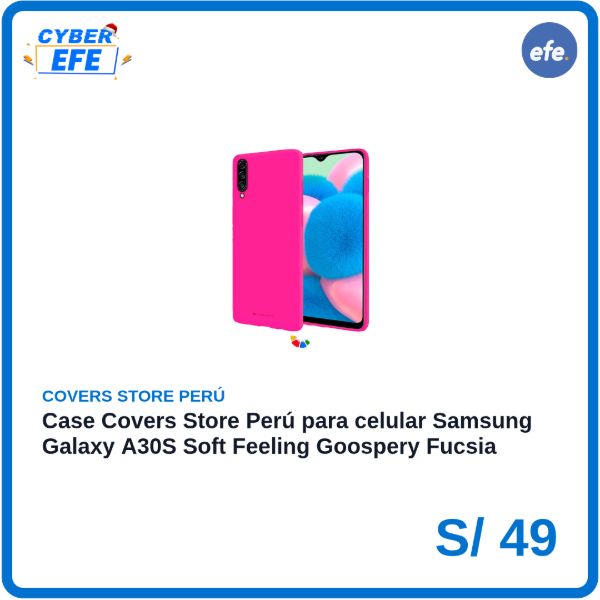 CYBER
EFE
efe.
COVERS STORE PERÚ
Case Covers Store Perú para celular Samsung
Galaxy A30S Soft Feeling Goospery Fucsia
S/ 49